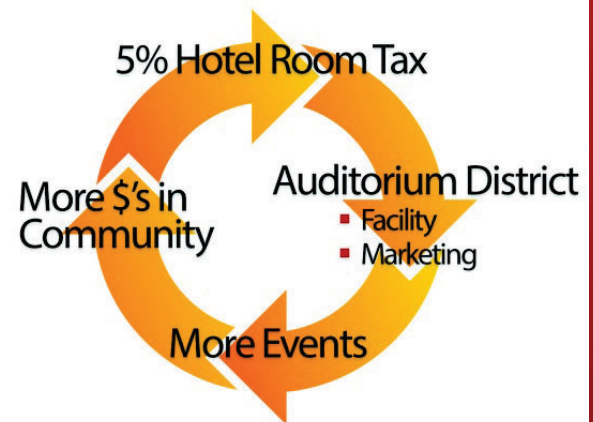 5% Hotel Room Tax
Auditorium District
Facility
Marketing
More Events
More $'s in
Community